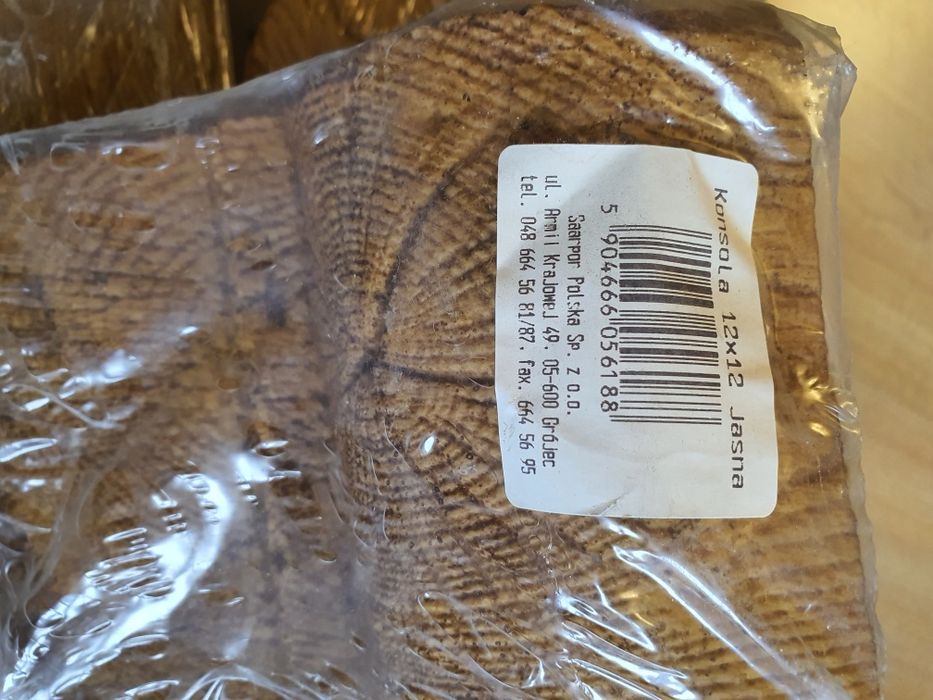 Konsola 12x12 Jasna
5 904666 056188
Saarpor Polska Sp. z o.o.
ul. Armii Krajowej 49. 05-600 Grójec
tel. 048 664 56 81/87. fax. 664 56 95